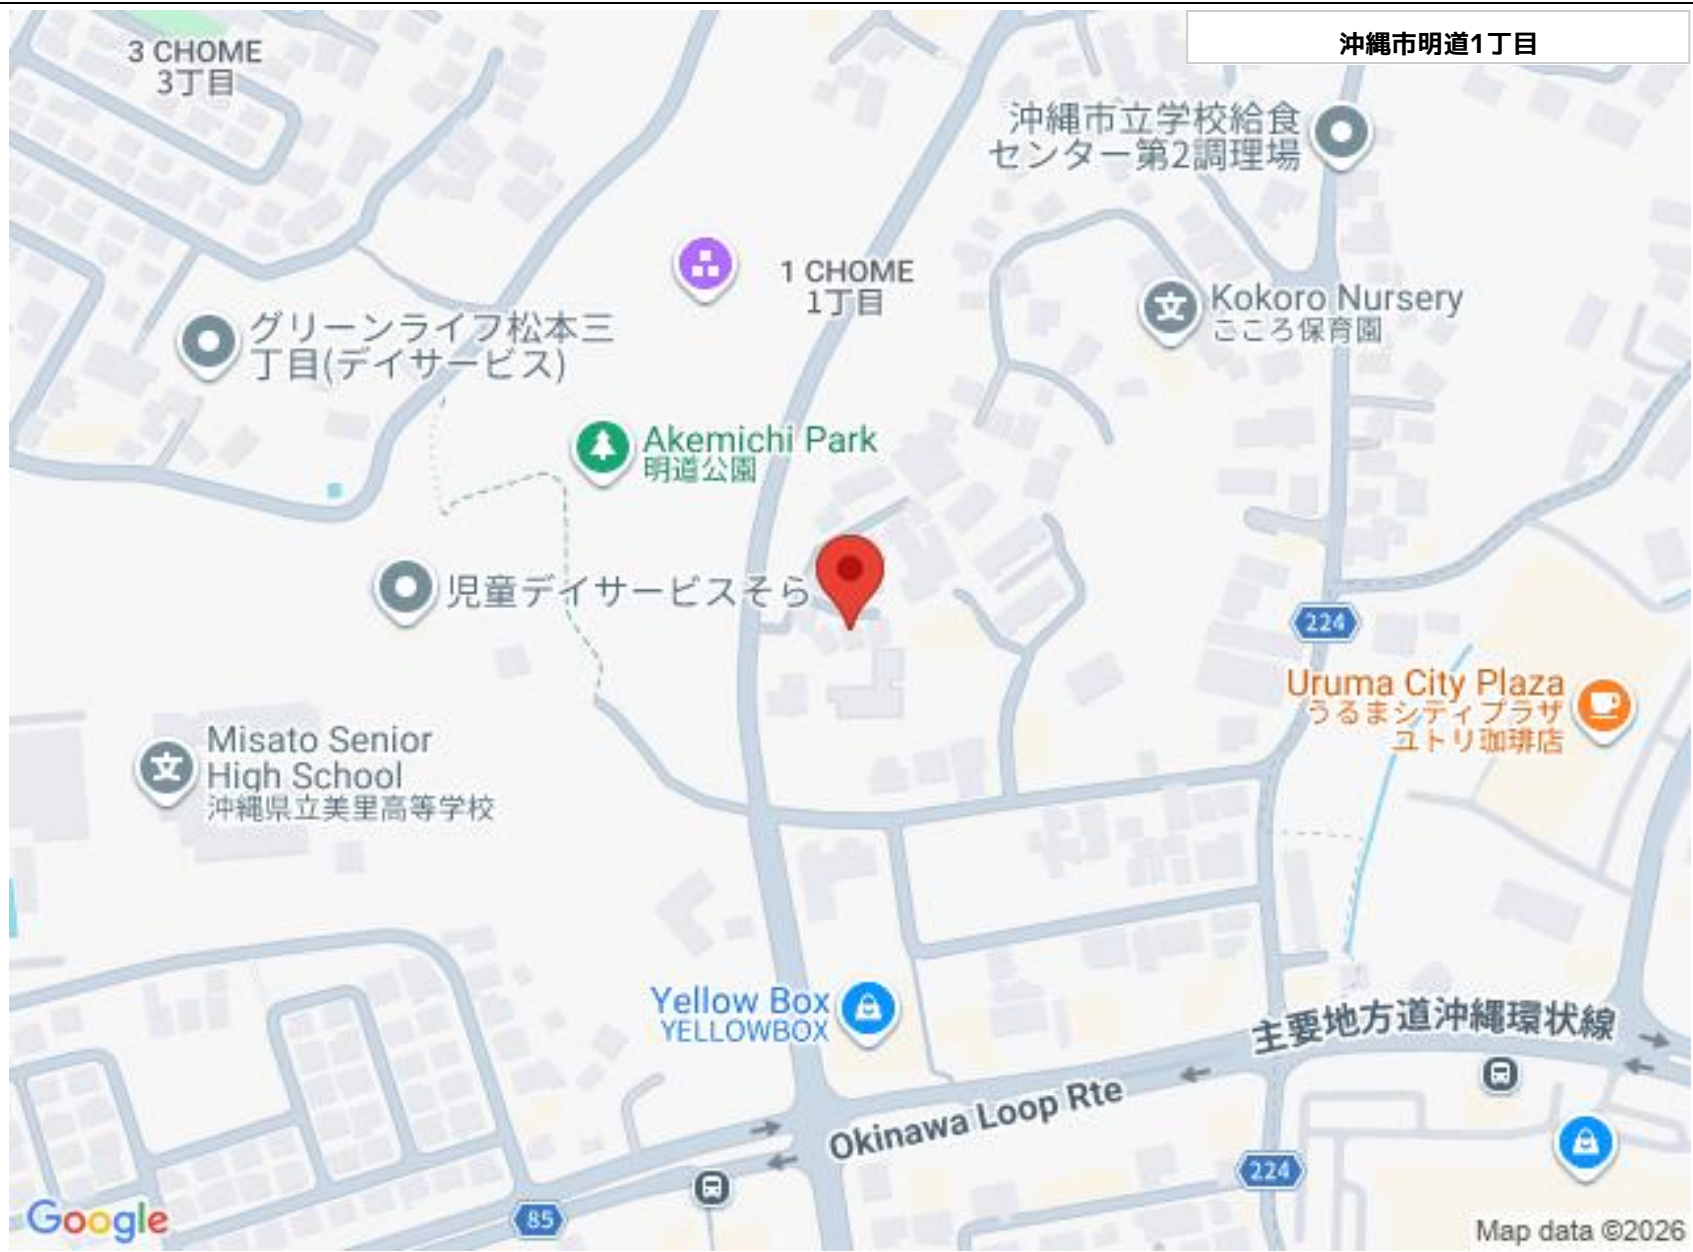 沖縄市明道1丁目
3 CHOME
3丁目
沖縄市立学校給食
センター第2調理場
1 CHOME
1丁目
Kokoro Nursery
こころ保育園
グリーンライフ松本三
丁目(デイサービス)
Akemichi Park
明道公園
児童デイサービスそら
224
Uruma City Plaza
うるまシティプラザ
ユトリ珈琲店
Misato Senior
High School
沖縄県立美里高等学校
Yellow Box
YELLOWBOX
主要地方道沖縄環状線
Okinawa Loop Rte
224
85
Google
Map data ©2026